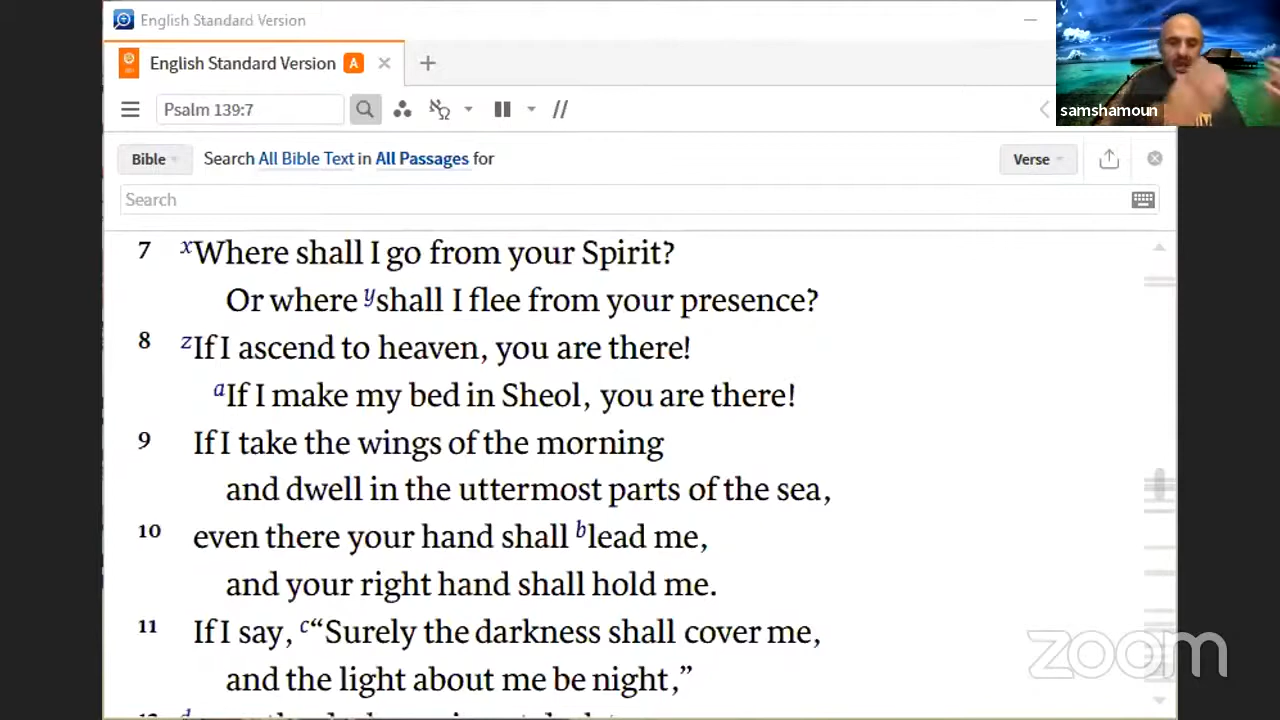 English Standard Version
English Standard Version A
Psalm 139:7
samshamoun
Bible Search All Bible Text in All Passages for Verse
Search
7 xWhere shall I go from your Spirit?
Or where yshall I flee from your presence?
8 zIf I ascend to heaven, you are there!
aIf I make my bed in Sheol, you are there!
9 If I take the wings of the morning
and dwell in the uttermost parts of the sea,
10 even there your hand shall blead me,
and your right hand shall hold me.
11 If I say, c“Surely the darkness shall cover me,
and the light about me be night,”
zoom